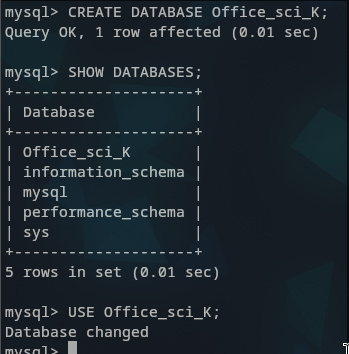 mysql> CREATE DATABASE Office_sci_K;
Query OK, 1 row affected (0.01 sec)
mysql> SHOW DATABASES;
+--------------------+
| Database           |
+--------------------+
| Office_sci_K       |
| information_schema |
| mysql              |
| performance_schema |
| sys                |
+--------------------+
5 rows in set (0.01 sec)
mysql> USE Office_sci_K;
Database changed
mysql>